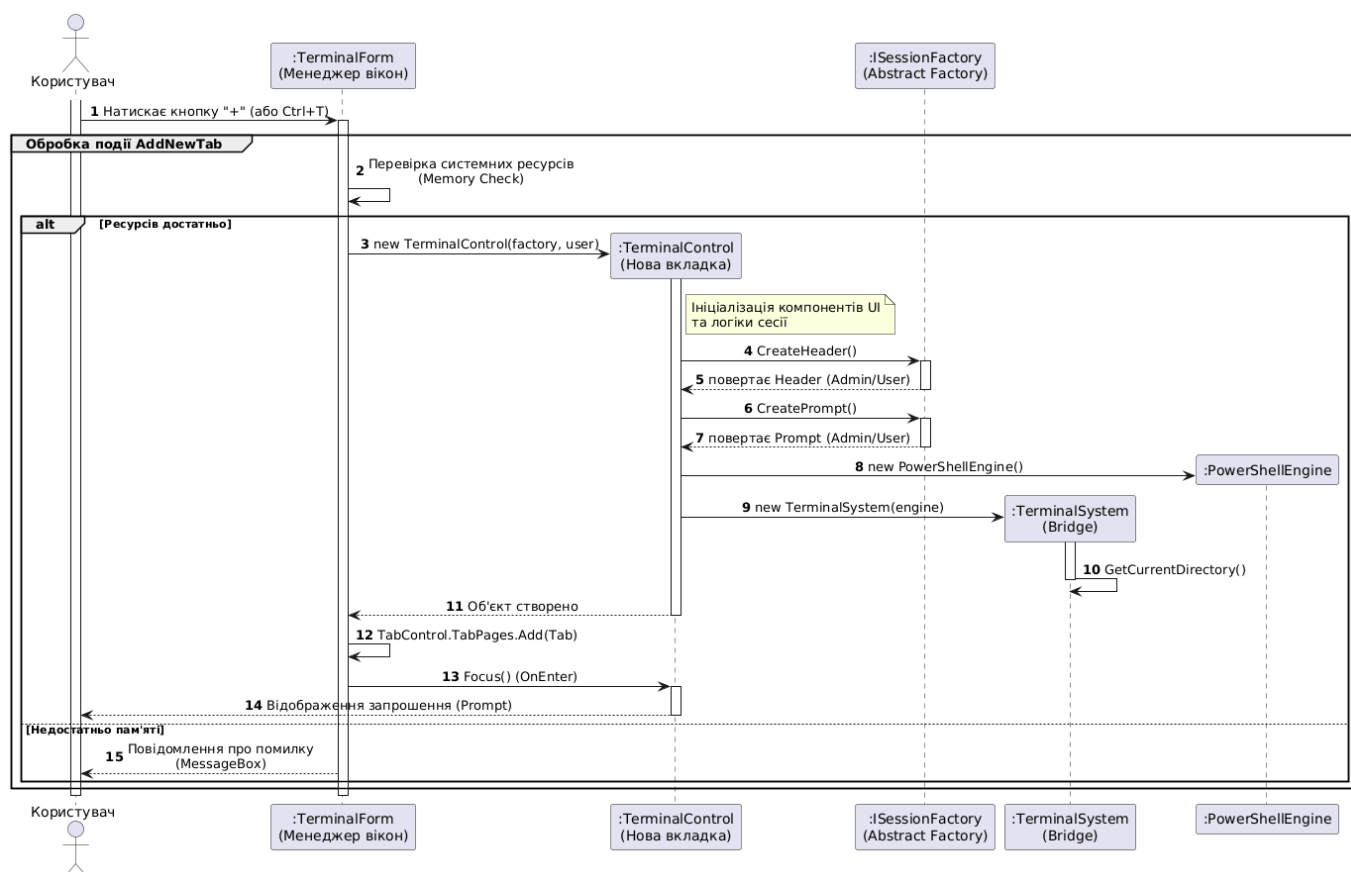 Користувач
:TerminalForm
(Менеджер вікон)
:ISessionFactory
(Abstract Factory)
1 Натискає кнопку "+" (або Ctrl+T)
Обробка події AddNewTab
2 Перевірка системних ресурсів
(Memory Check)
alt [Ресурсів достатньо]
3 new TerminalControl(factory, user)
:TerminalControl
(Нова вкладка)
Ініціалізація компонентів UI
та логіки сесії
4 CreateHeader()
5 повертає Header (Admin/User)
6 CreatePrompt()
7 повертає Prompt (Admin/User)
8 new PowerShellEngine()
:PowerShellEngine
9 new TerminalSystem(engine)
:TerminalSystem
(Bridge)
10 GetCurrentDirectory()
11 Об'єкт створено
12 TabControl.TabPages.Add(Tab)
13 Focus() (OnEnter)
14 Відображення запрошення (Prompt)
[Недостатньо пам'яті]
15 Повідомлення про помилку
(MessageBox)
Користувач
:TerminalForm
(Менеджер вікон)
:TerminalControl
(Нова вкладка)
:ISessionFactory
(Abstract Factory)
:TerminalSystem
(Bridge)
:PowerShellEngine